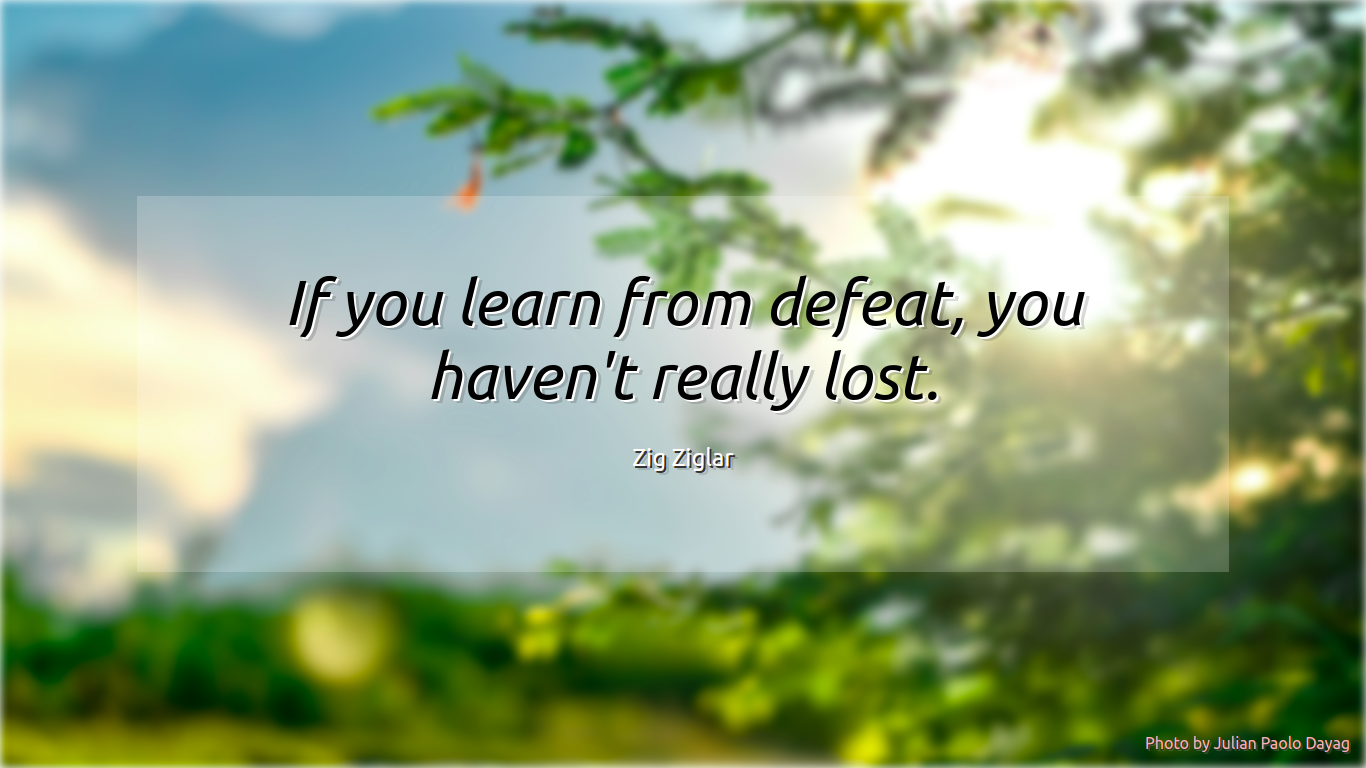 If you learn from defeat, you
haven't really lost.
Zig Ziglar
Photo by Julian Paolo Dayag